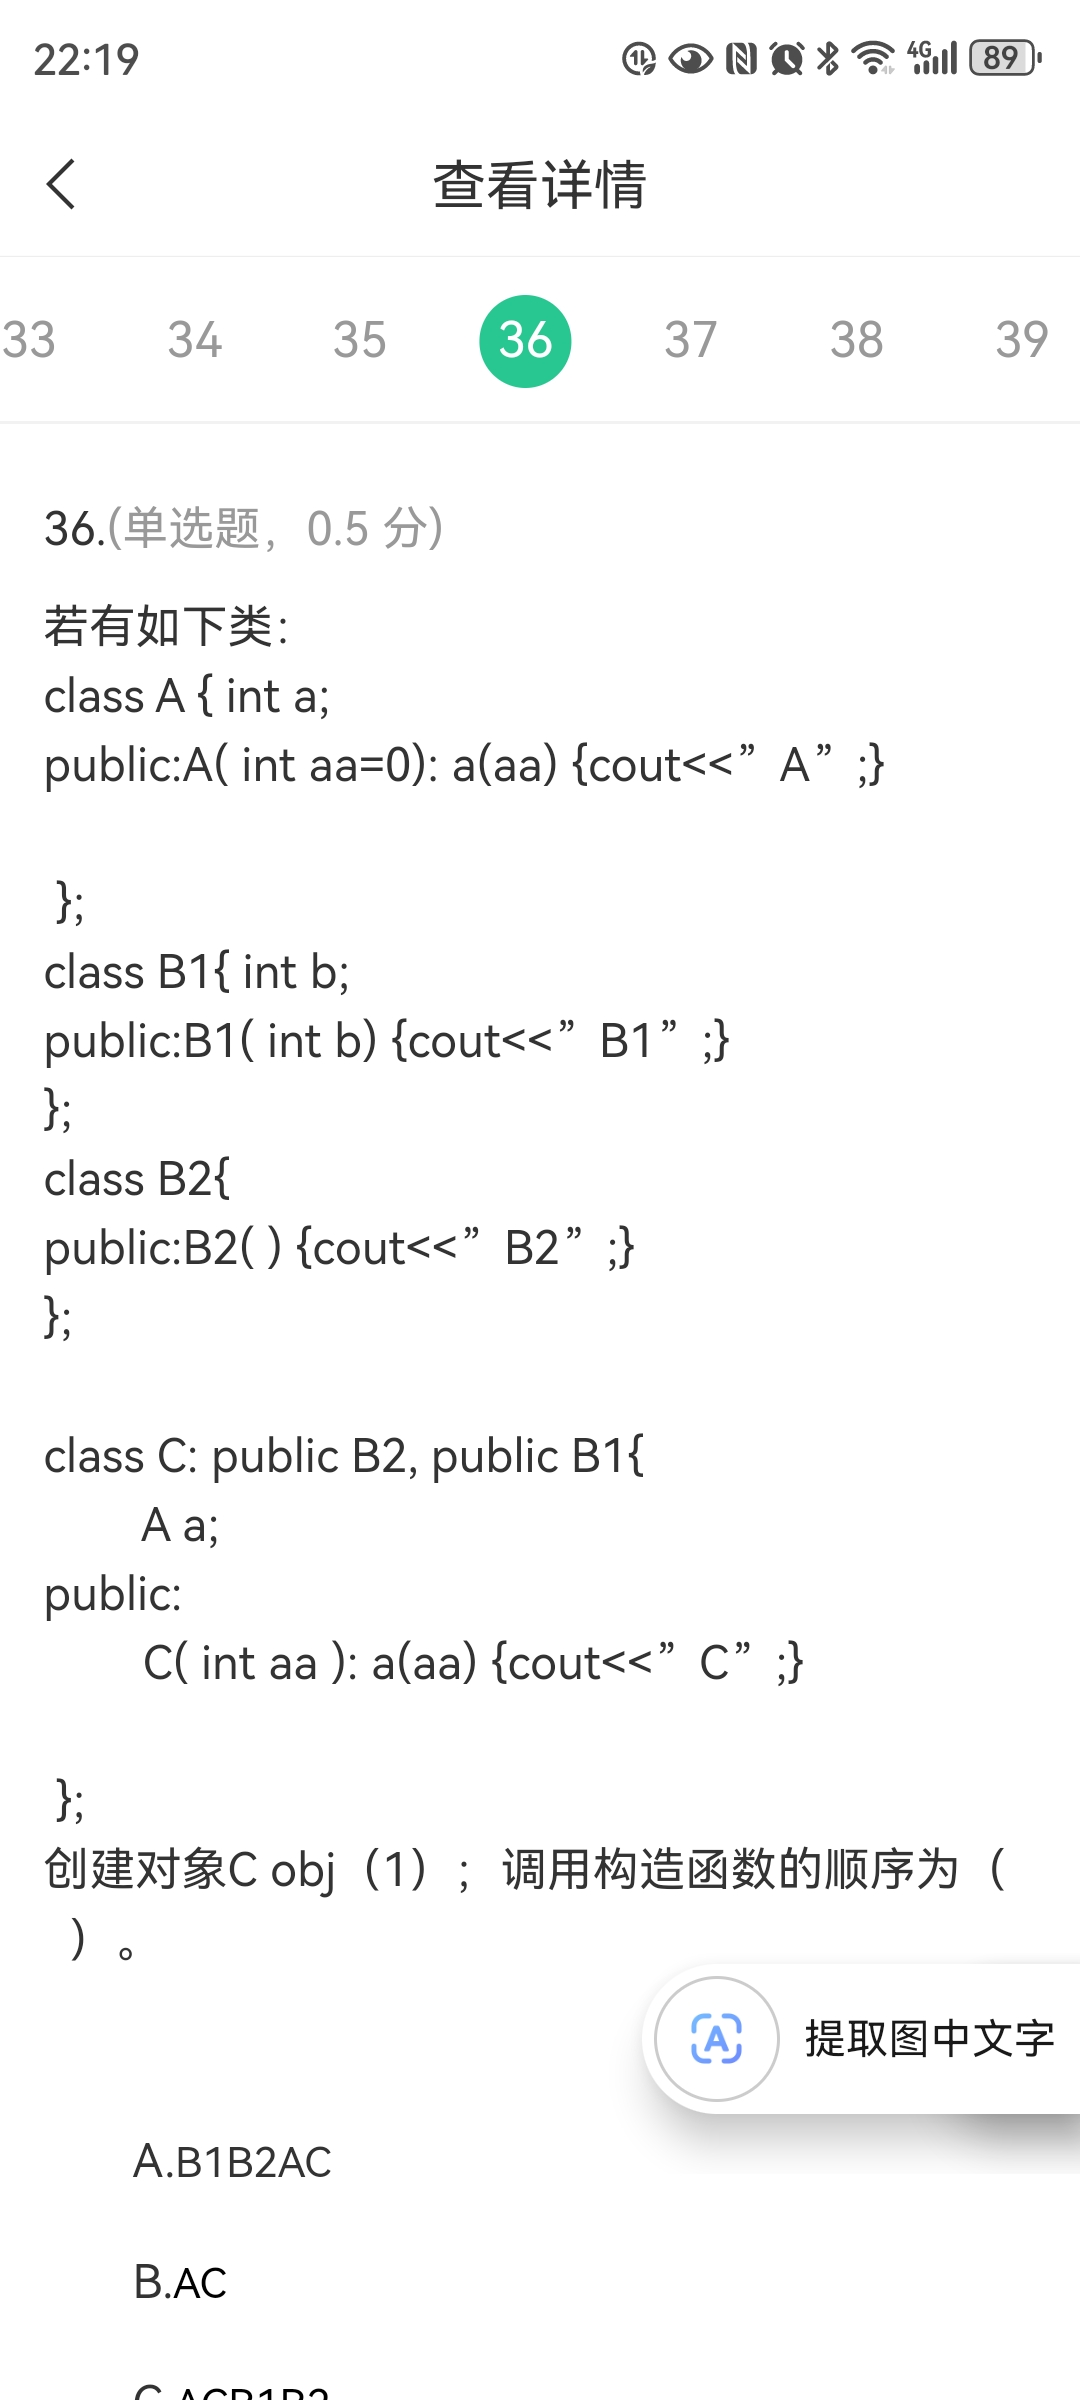 22:19
4G
89
查看详情
33 34 35 36 37 38 39
36.(单选题，0.5 分)
若有如下类：
class A { int a;
public:A( int aa=0): a(aa) {cout<<”A”;}
};
class B1{ int b;
public:B1( int b) {cout<<”B1”;}
};
class B2{
public:B2( ) {cout<<”B2”;}
};
class C: public B2, public B1{
A a;
public:
C( int aa ): a(aa) {cout<<”C”;}
};
创建对象C obj（1）；调用构造函数的顺序为（
）。
提取图中文字
A.B1B2AC
B.AC
C.ACB1B2